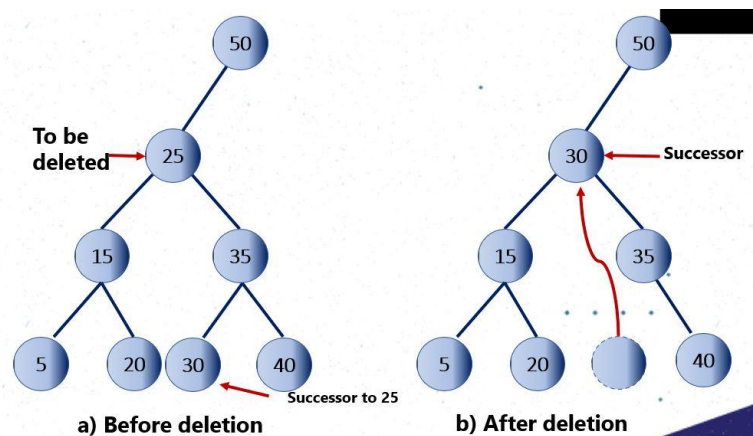 50
To be
deleted
25
15
35
5
20
30
40
Successor to 25
a) Before deletion
50
30
Successor
15
35
5
20
40
b) After deletion